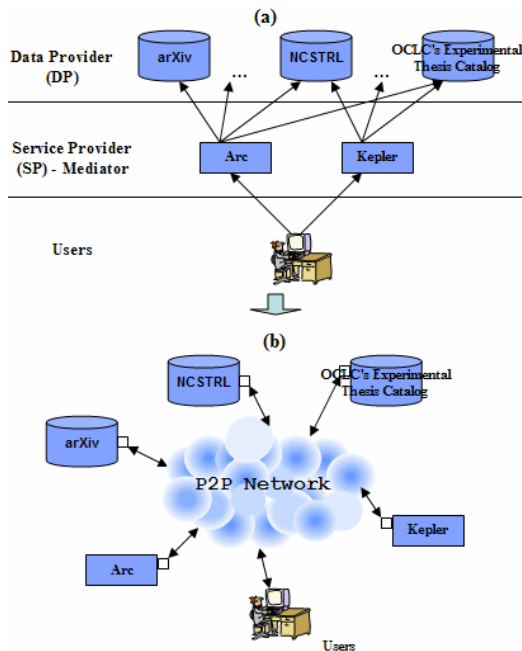 (a)
Data Provider
(DP)
arXiv
...
NCSTRL
...
OCLC's Experimental
Thesis Catalog
Service Provider
(SP) - Mediator
Arc
Kepler
Users
(b)
NCSTRL
OCLC's Experimental
Thesis Catalog
arXiv
P2P Network
Kepler
Arc
Users